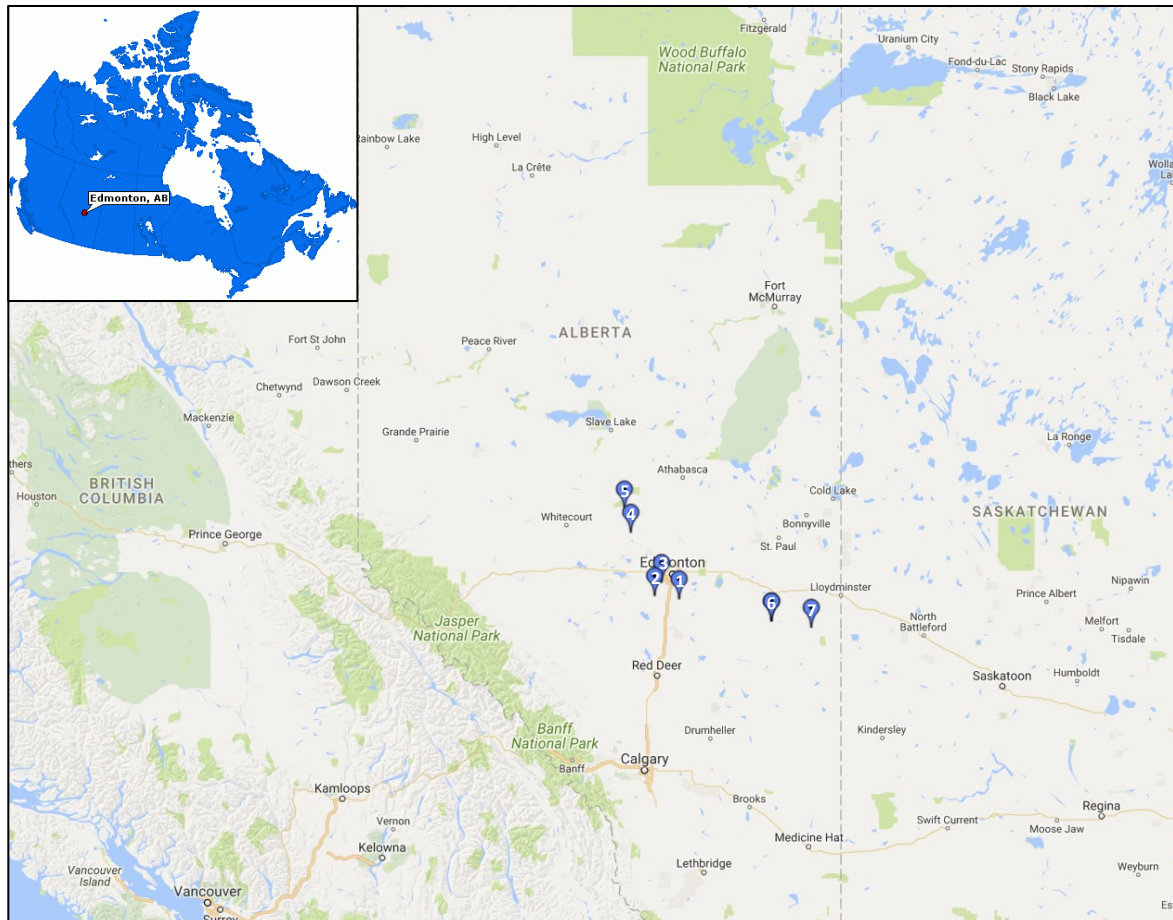 Edmonton, AB
Fitzgerald
Uranium City
Wood Buffalo
National Park
Fond-du-Lac
Stony Rapids
Black Lake
Rainbow Lake
High Level
La Crête
Fort
McMurray
ALBERTA
Fort St John
Peace River
Chetwynd
Dawson Creek
Mackenzie
Grande Prairie
Slave Lake
La Ronge
Athabasca
BRITISH
COLUMBIA
Houston
5
Cold Lake
4
Whitecourt
Bonnyville
SASKATCHEWAN
Prince George
St. Paul
3
Edmonton
2
1
Lloydminster
Nipawin
6
7
Prince Albert
North
Battleford
Melfort
Tisdale
Jasper
National Park
Red Deer
Saskatoon
Humboldt
Banff
National Park
Drumheller
Kindersley
Calgary
Banff
Kamloops
Brooks
Regina
Vernon
Swift Current
Moose Jaw
Kelowna
Medicine Hat
Lethbridge
Weyburn
Vancouver
Island
Vancouver
Surrey